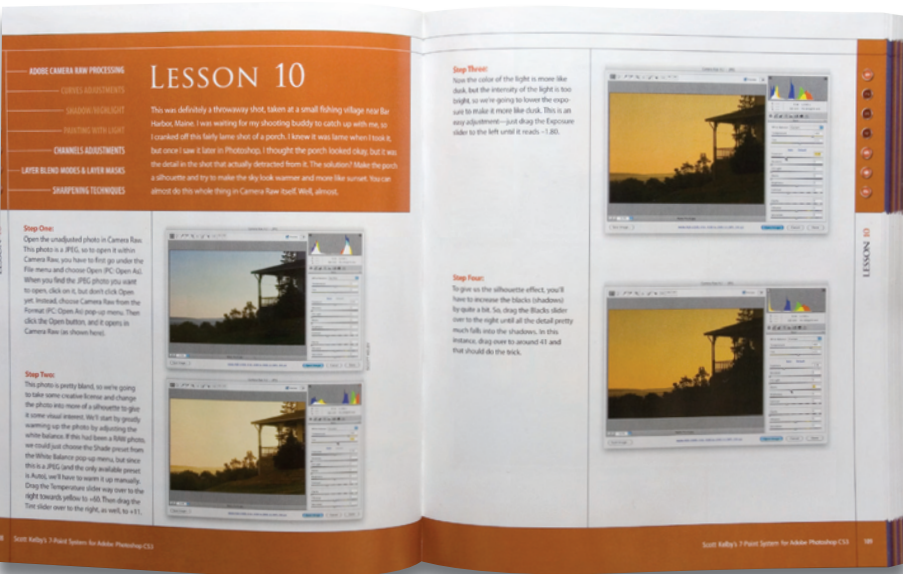 ADOBE CAMERA RAW PROCESSING
CURVES ADJUSTMENTS
SHADOW/HIGHLIGHT
PAINTING WITH LIGHT
CHANNELS ADJUSTMENTS
LAYER BLEND MODES & LAYER MASKS
SHARPENING TECHNIQUES
LESSON 10
This was definitely a throwaway shot, taken at a small fishing village near Bar
Harbor, Maine. I was waiting for my shooting buddy to catch up with me, so
I cranked off this fairly lame shot of a porch. I knew it was lame when I took it,
but once I saw it later in Photoshop, I thought the porch looked okay, but it was
the detail in the shot that actually detracted from it. The solution? Make the porch
a silhouette and try to make the sky look warmer and more like sunset. You can
almost do this whole thing in Camera Raw itself. Well, almost.
Step One:
Open the unadjusted photo in Camera Raw.
This photo is a JPEG, so to open it within
Camera Raw, you have to first go under the
File menu and choose Open (PC: Open As).
When you find the JPEG photo you want
to open, click on it, but don't click Open
yet. Instead, choose Camera Raw from the
Format (PC: Open As) pop-up menu. Then
click the Open button, and it opens in
Camera Raw (as shown here).
Step Two:
This photo is pretty blend, so we're going
to take some creative license and change
the photo into more of a silhouette to give
it some visual interest. We'll start by greatly
warming up the photo by adjusting the
white balance. If this had been a RAW photo,
we could just choose the Shade preset from
the White Balance pop-up menu, but since
this is a JPEG (and the only available preset
is Auto), we'll have to warm it up manually.
Drag the Temperature slider way over to the
right towards yellow to +60. Then drag the
Tint slider over to the right, as well, to +11.
Scott Kelby's 7-Point System for Adobe Photoshop CS3
Step Three:
Now the color of the light is more like
dusk, but the intensity of the light is too
bright, so we're going to lower the expo-
sure to make it more like dusk. This is an
easy adjustment—just drag the Exposure
slider to the left until it reads –1.80.
Step Four:
To give us the silhouette effect, you'll
have to increase the blacks (shadows)
by quite a bit. So, drag the Blacks slider
over to the right until all the detail pretty
much falls into the shadows. In this
instance, drag over to around 41 and
that should do the trick.
LESSON 10
Scott Kelby's 7-Point System for Adobe Photoshop CS3 189